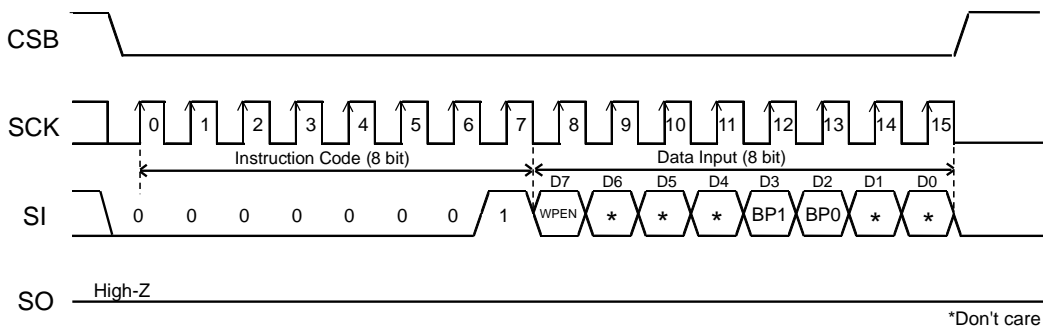 CSB
SCK
0 1 2 3 4 5 6 7 8 9 10 11 12 13 14 15
Instruction Code (8 bit) Data Input (8 bit)
D7 D6 D5 D4 D3 D2 D1 D0
SI 0 0 0 0 0 0 0 1 WPEN * * * BP1 BP0 * *
High-Z
SO
*Don't care